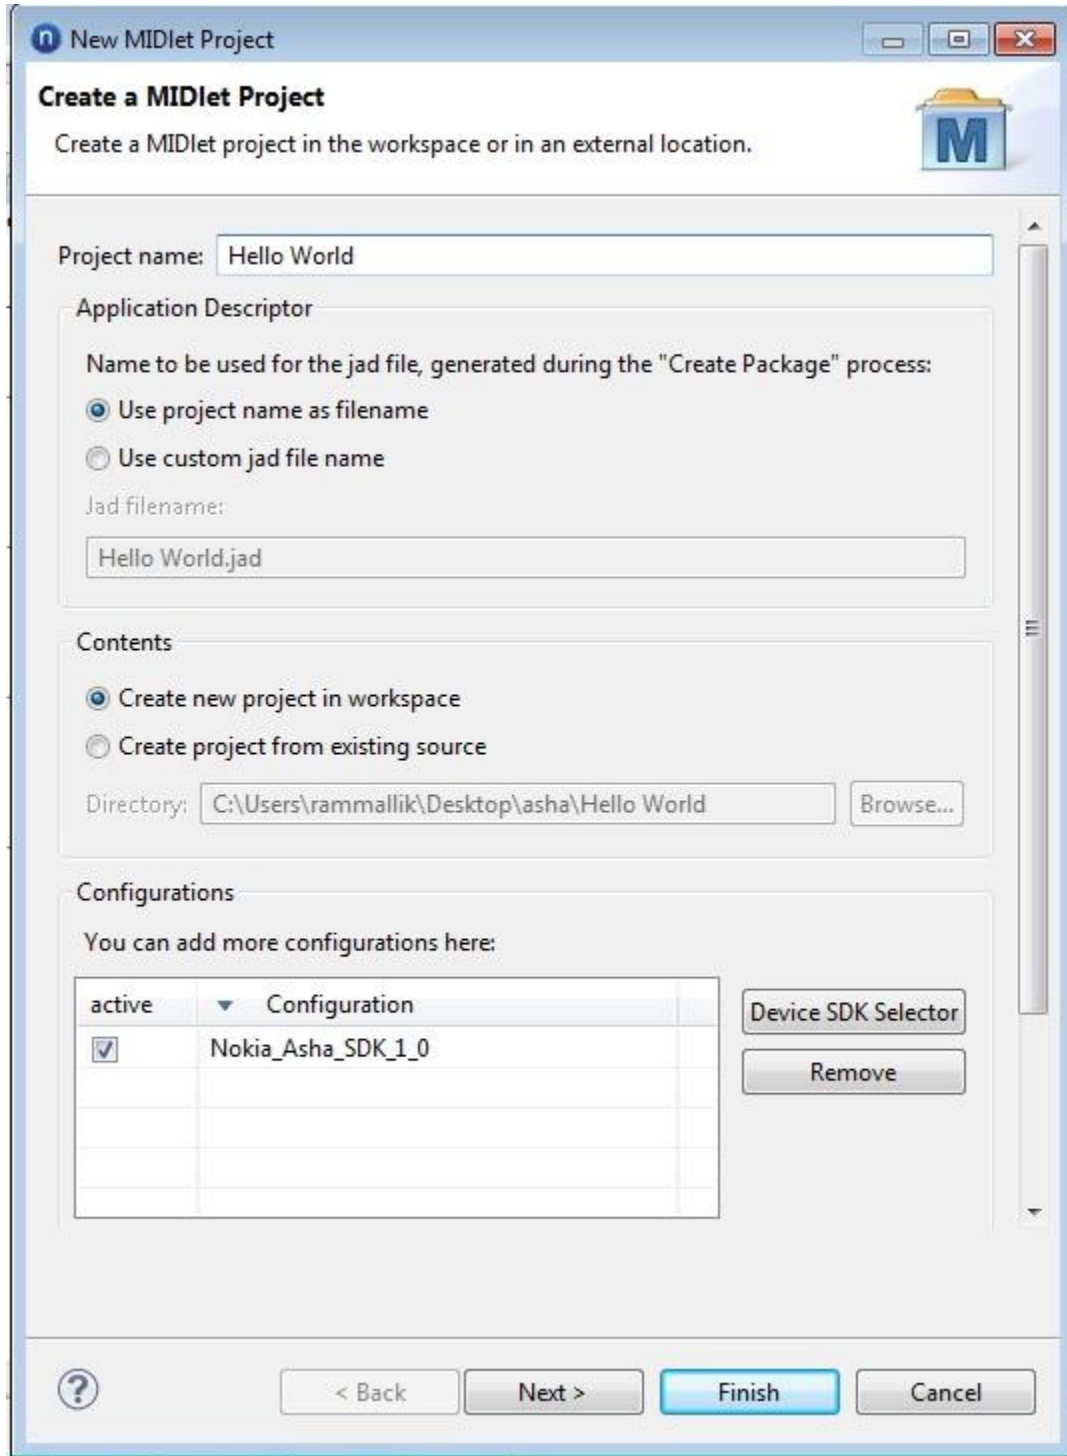 n New MIDlet Project
Create a MIDlet Project
Create a MIDlet project in the workspace or in an external location.
M
Project name: Hello World
Application Descriptor
Name to be used for the jad file, generated during the "Create Package" process:
Use project name as filename
Use custom jad file name
Jad filename:
Hello World.jad
Contents
Create new project in workspace
Create project from existing source
Directory: C:\Users\rammallik\Desktop\asha\Hello World Browse...
Configurations
You can add more configurations here:
active Configuration Device SDK Selector
Nokia_Asha_SDK_1_0 Remove
? < Back Next > Finish Cancel